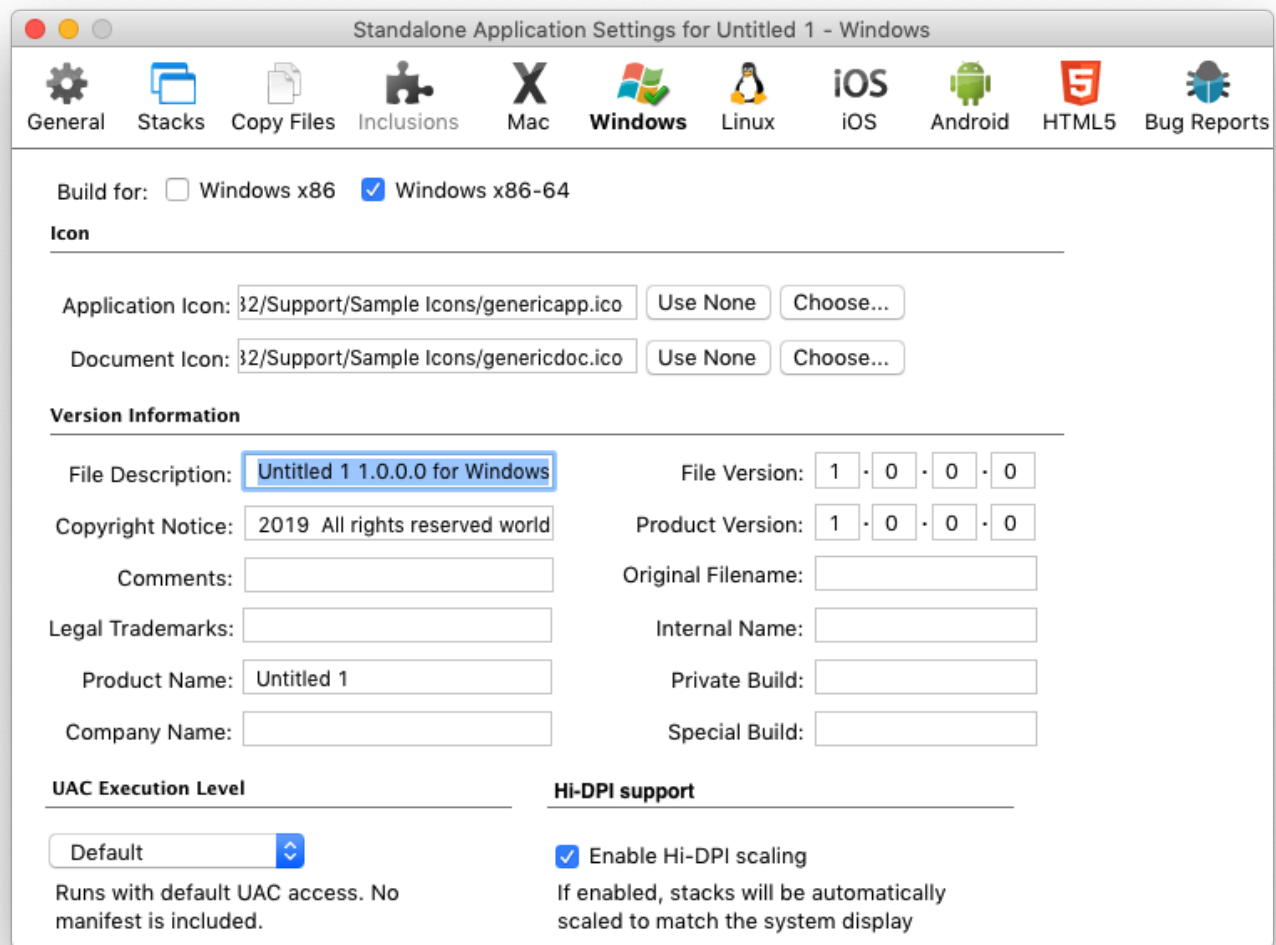 Standalone Application Settings for Untitled 1 - Windows
iOS 5
General Stacks Copy Files Inclusions Mac Windows Linux iOS Android HTML5 Bug Reports
Build for: Windows x86 Windows x86-64
Icon
Application Icon: 32/Support/Sample Icons/genericapp.ico Use None Choose...
Document Icon: 32/Support/Sample Icons/genericdoc.ico Use None Choose...
Version Information
File Description: Untitled 1 1.0.0.0 for Windows File Version: 1 . 0 . 0 . 0
Copyright Notice: 2019 All rights reserved world Product Version: 1 . 0 . 0 . 0
Comments: Original Filename:
Legal Trademarks: Internal Name:
Product Name: Untitled 1 Private Build:
Company Name: Special Build:
UAC Execution Level Hi-DPI support
Default Enable Hi-DPI scaling
Runs with default UAC access. No If enabled, stacks will be automatically
manifest is included. scaled to match the system display